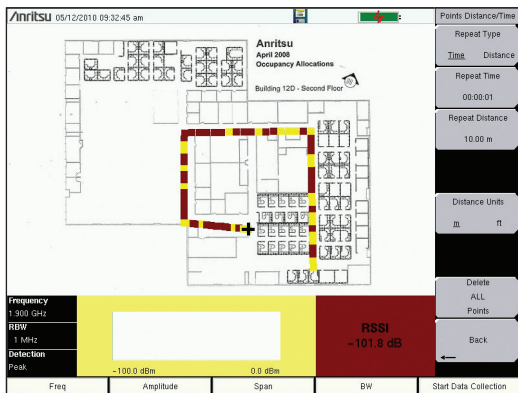 Anritsu 05/12/2010 09:32:45 am
Points Distance/Time
Anritsu
April 2008
Occupancy Allocations
Building 12D - Second Floor
Repeat Type
Time Distance
Repeat Time
00:00:01
Repeat Distance
10.00 m
Distance Units
m ft
Delete
ALL
Points
Back
Frequency
1.900 GHz
RBW
1 MHz
Detection
Peak
-100.0 dBm 0.0 dBm
RSSI
-101.8 dB
Freq Amplitude Span BW Start Data Collection